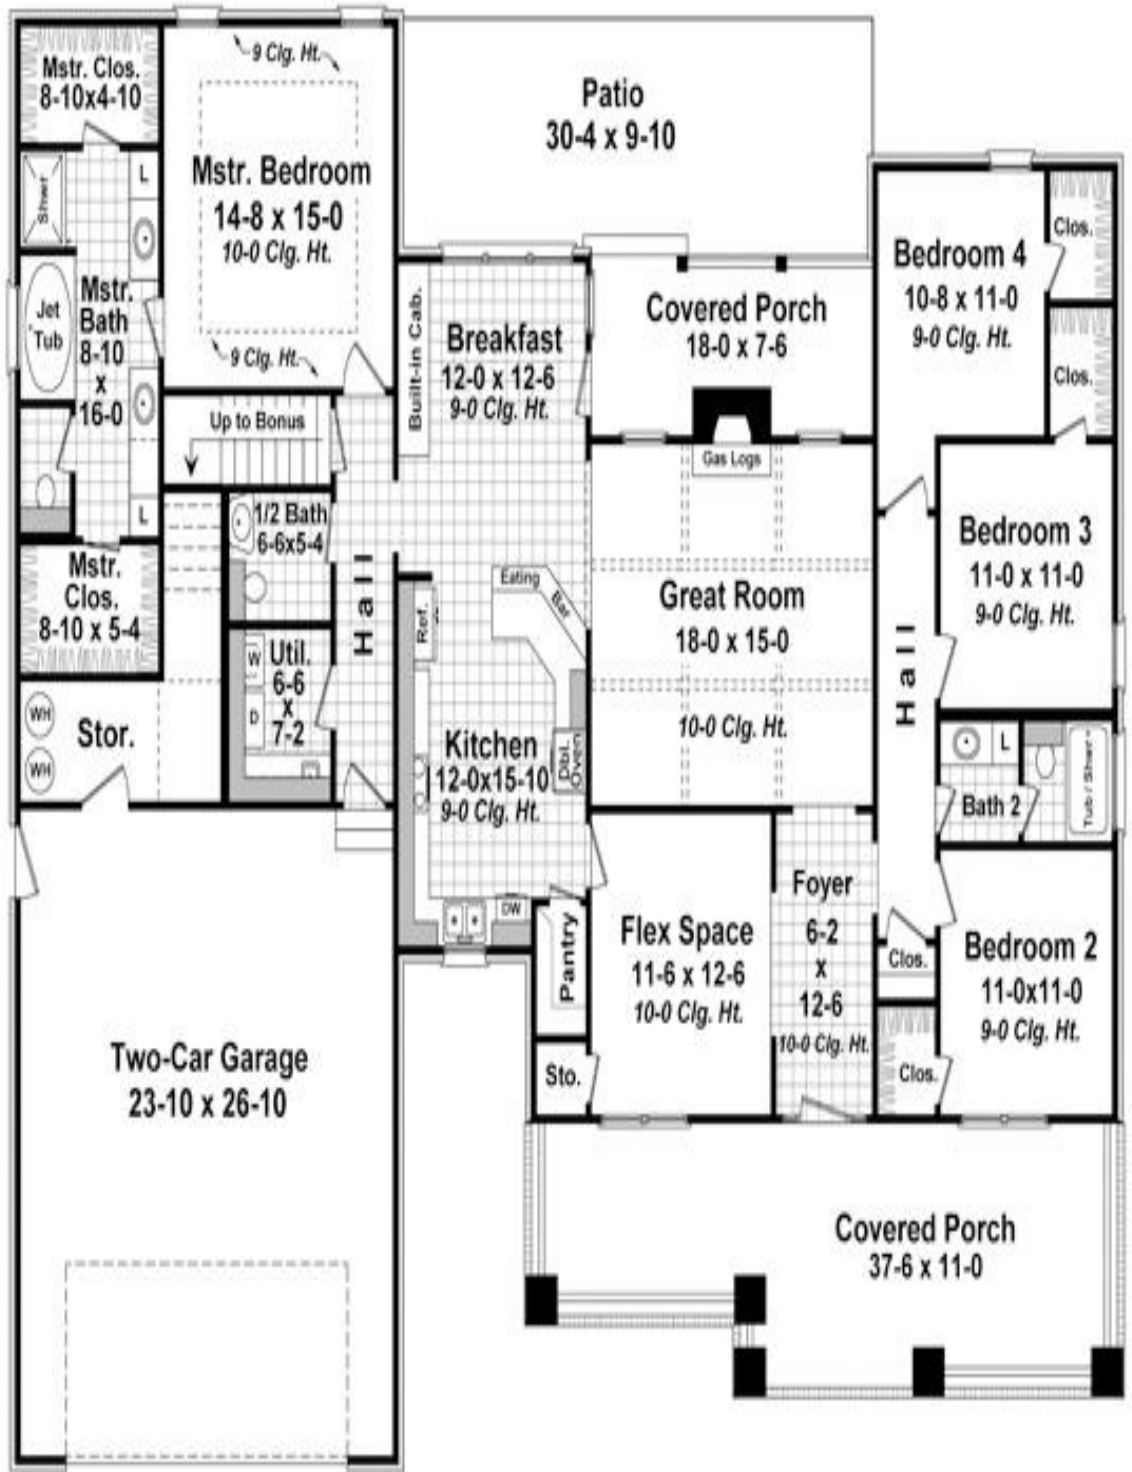 Mstr. Clos.
8-10x4-10
9 Clg. Ht.
Mstr. Bedroom
14-8 x 15-0
10-0 Clg. Ht.
9 Clg. Ht.
Patio
30-4 x 9-10
Shwr
L
Jet
Tub
Mstr.
Bath
8-10
x
16-0
L
Built-in Cab.
Breakfast
12-0 x 12-6
9-0 Clg. Ht.
Covered Porch
18-0 x 7-6
Bedroom 4
10-8 x 11-0
9-0 Clg. Ht.
Clos.
Clos.
Up to Bonus
Gas Logs
1/2 Bath
6-6x5-4
Hall
Mstr.
Clos.
8-10 x 5-4
Eating
Bar
Ref.
Great Room
18-0 x 15-0
10-0 Clg. Ht.
Hall
Bedroom 3
11-0 x 11-0
9-0 Clg. Ht.
W
D
Util.
6-6
x
7-2
WH
WH
Stor.
Kitchen
12-0x15-10
9-0 Clg. Ht.
Dbl.
Oven
L
Bath 2
Tub / Shwr
DW
Pantry
Flex Space
11-6 x 12-6
10-0 Clg. Ht.
Foyer
6-2
x
12-6
10-0 Clg. Ht.
Clos.
Bedroom 2
11-0x11-0
9-0 Clg. Ht.
Clos.
Sto.
Two-Car Garage
23-10 x 26-10
Covered Porch
37-6 x 11-0